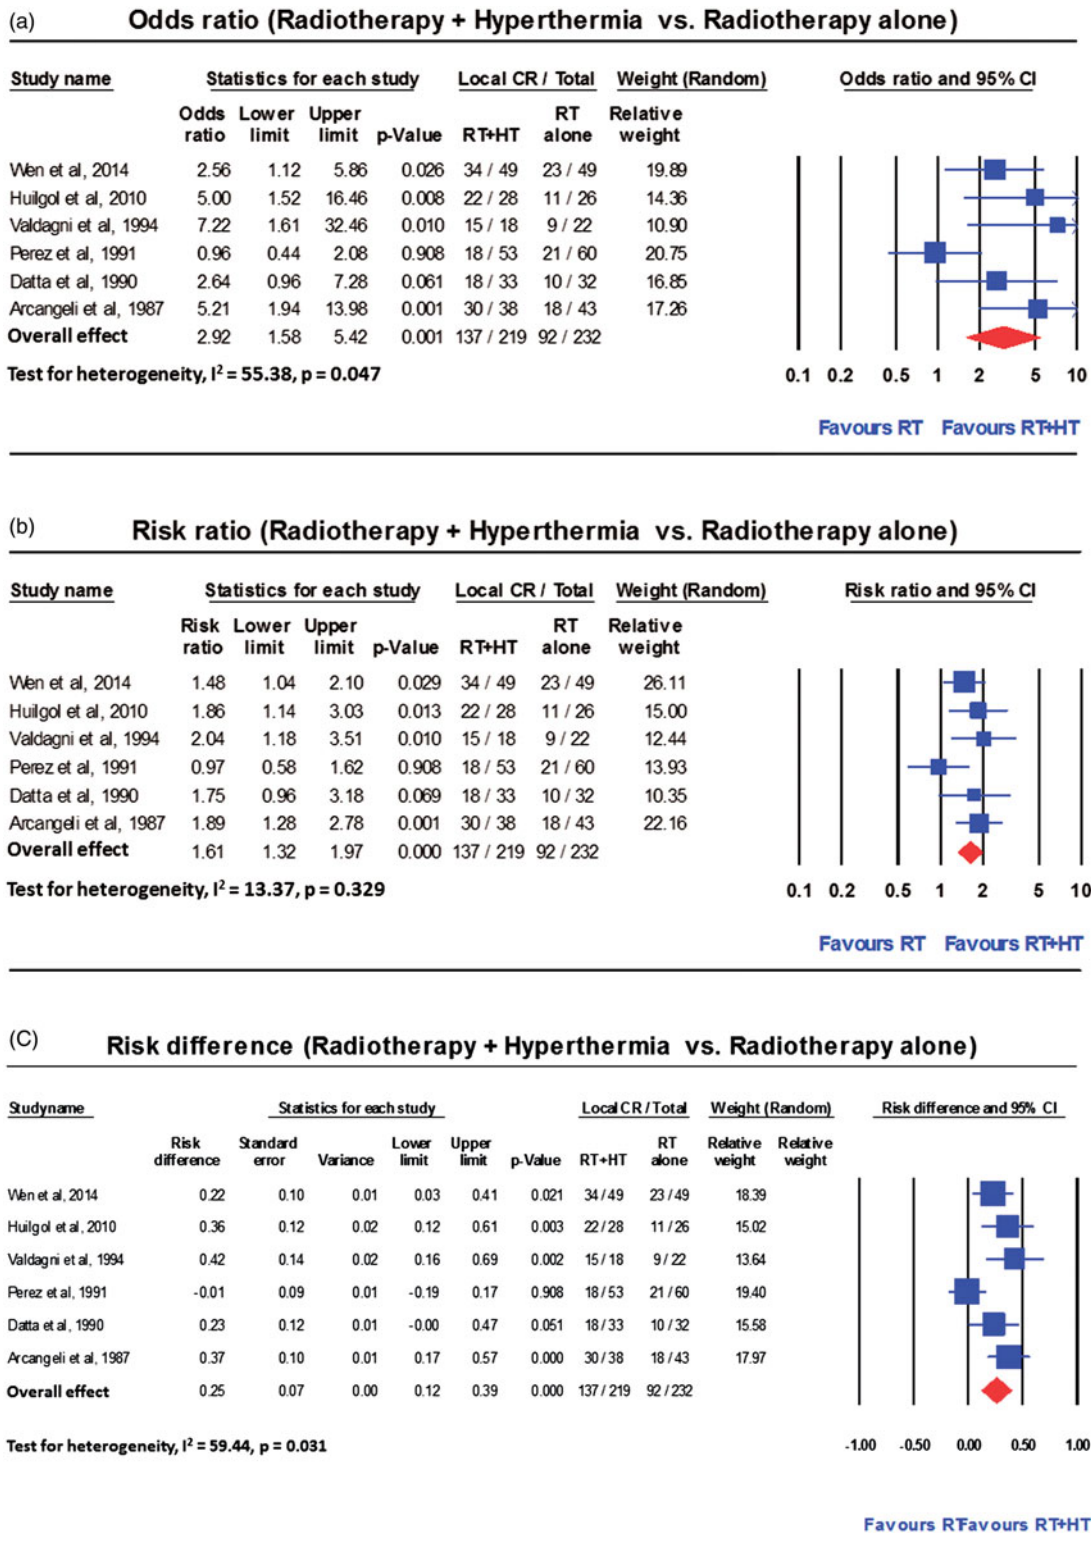 (a) Odds ratio (Radiotherapy + Hyperthermia vs. Radiotherapy alone)
Study name Statistics for each study Local CR / Total Weight (Random) Odds ratio and 95% CI
Odds ratio Lower limit Upper limit p-Value RT+HT RT alone Relative weight
Wen et al, 2014 2.56 1.12 5.86 0.026 34 / 49 23 / 49 19.89
Huilgol et al, 2010 5.00 1.52 16.46 0.008 22 / 28 11 / 26 14.36
Valdagni et al, 1994 7.22 1.61 32.46 0.010 15 / 18 9 / 22 10.90
Perez et al, 1991 0.96 0.44 2.08 0.908 18 / 53 21 / 60 20.75
Datta et al, 1990 2.64 0.96 7.28 0.061 18 / 33 10 / 32 16.85
Arcangeli et al, 1987 5.21 1.94 13.98 0.001 30 / 38 18 / 43 17.26
Overall effect 2.92 1.58 5.42 0.001 137 / 219 92 / 232
Test for heterogeneity, I² = 55.38, p = 0.047
0.1 0.2 0.5 1 2 5 10
Favours RT Favours RT+HT
(b) Risk ratio (Radiotherapy + Hyperthermia vs. Radiotherapy alone)
Study name Statistics for each study Local CR / Total Weight (Random) Risk ratio and 95% CI
Risk ratio Lower limit Upper limit p-Value RT+HT RT alone Relative weight
Wen et al, 2014 1.48 1.04 2.10 0.029 34 / 49 23 / 49 26.11
Huilgol et al, 2010 1.86 1.14 3.03 0.013 22 / 28 11 / 26 15.00
Valdagni et al, 1994 2.04 1.18 3.51 0.010 15 / 18 9 / 22 12.44
Perez et al, 1991 0.97 0.58 1.62 0.908 18 / 53 21 / 60 13.93
Datta et al, 1990 1.75 0.96 3.18 0.069 18 / 33 10 / 32 10.35
Arcangeli et al, 1987 1.89 1.28 2.78 0.001 30 / 38 18 / 43 22.16
Overall effect 1.61 1.32 1.97 0.000 137 / 219 92 / 232
Test for heterogeneity, I² = 13.37, p = 0.329
0.1 0.2 0.5 1 2 5 10
Favours RT Favours RT+HT
(C) Risk difference (Radiotherapy + Hyperthermia vs. Radiotherapy alone)
Studyname Statistics for each study Local CR / Total Weight (Random) Risk difference and 95% CI
Risk difference Standard error Variance Lower limit Upper limit p-Value RT+HT RT alone Relative weight Relative weight
Wen et al, 2014 0.22 0.10 0.01 0.03 0.41 0.021 34 / 49 23 / 49 18.39
Huilgol et al, 2010 0.36 0.12 0.02 0.12 0.61 0.003 22 / 28 11 / 26 15.02
Valdagni et al, 1994 0.42 0.14 0.02 0.16 0.69 0.002 15 / 18 9 / 22 13.64
Perez et al, 1991 -0.01 0.09 0.01 -0.19 0.17 0.908 18 / 53 21 / 60 19.40
Datta et al, 1990 0.23 0.12 0.01 -0.00 0.47 0.051 18 / 33 10 / 32 15.58
Arcangeli et al, 1987 0.37 0.10 0.01 0.17 0.57 0.000 30 / 38 18 / 43 17.97
Overall effect 0.25 0.07 0.00 0.12 0.39 0.000 137 / 219 92 / 232
Test for heterogeneity, I² = 59.44, p = 0.031
-1.00 -0.50 0.00 0.50 1.00
Favours RT Favours RT+HT